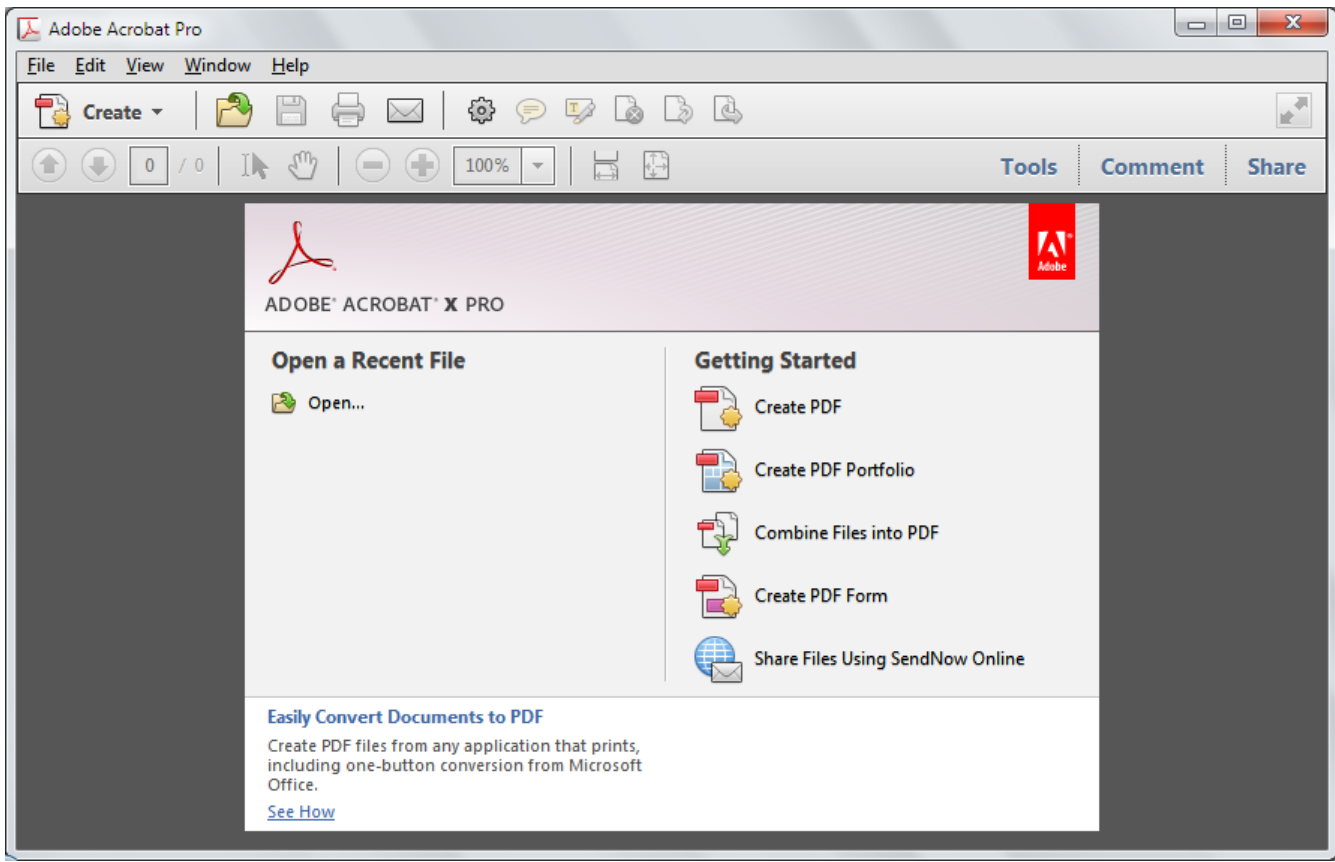 Adobe Acrobat Pro
File Edit View Window Help
Create
0 / 0 100% Tools Comment Share
Adobe
ADOBE® ACROBAT® X PRO
Open a Recent File
Open...
Getting Started
Create PDF
Create PDF Portfolio
Combine Files into PDF
Create PDF Form
Share Files Using SendNow Online
Easily Convert Documents to PDF
Create PDF files from any application that prints,
including one-button conversion from Microsoft
Office.
See How